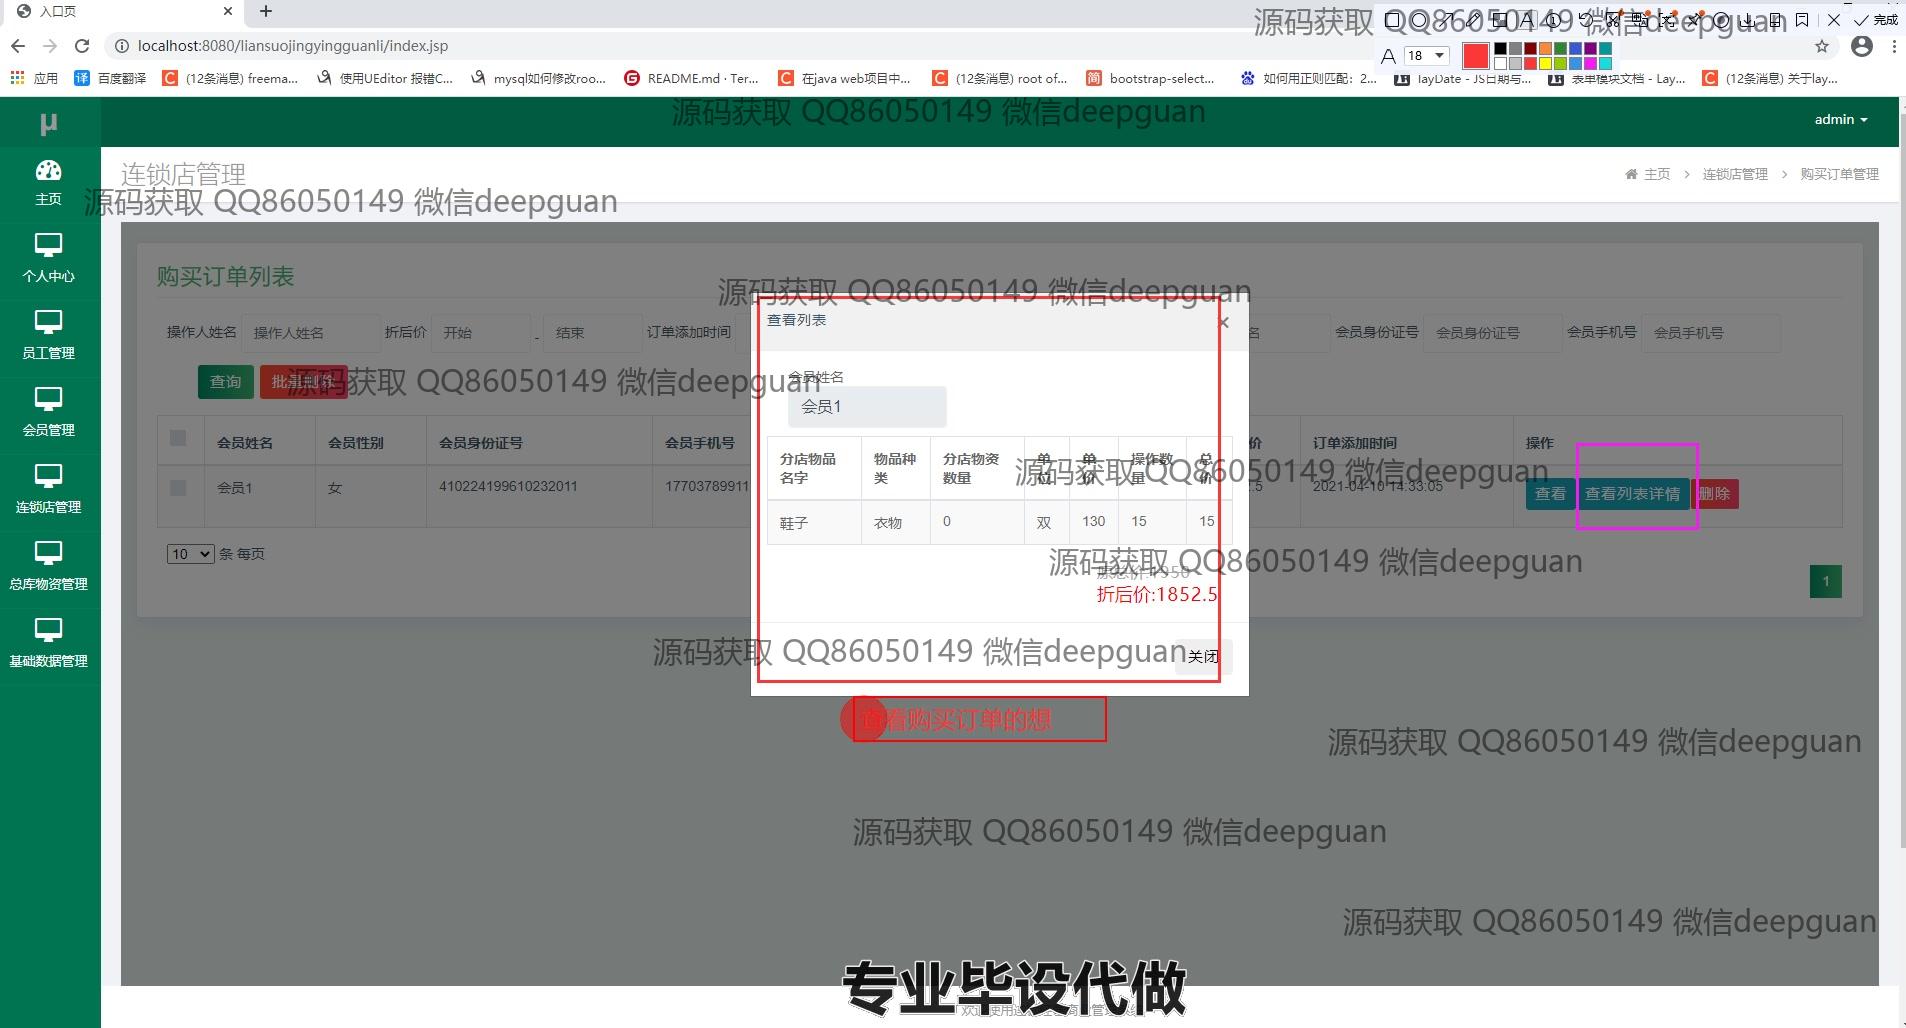 入口页
localhost:8080/liansuojingyingguanli/index.jsp
18
完成
应用
百度翻译
(12条消息) freema...
使用UEditor 报错C...
mysql如何修改roo...
README.md · Ter...
在java web项目中...
(12条消息) root of...
bootstrap-select...
如何用正则匹配：2...
layDate - JS日期与...
表单模块文档 - Lay...
(12条消息) 关于lay...
源码获取 QQ86050149 微信deepguan
源码获取 QQ86050149 微信deepguan
μ
admin
主页
个人中心
员工管理
会员管理
连锁店管理
总库物资管理
基础数据管理
连锁店管理
主页 > 连锁店管理 > 购买订单管理
源码获取 QQ86050149 微信deepguan
购买订单列表
源码获取 QQ86050149 微信deepguan
操作人姓名 操作人姓名 折后价 开始 - 结束 订单添加时间 名 会员身份证号 会员身份证号 会员手机号 会员手机号
查询 批量删除
源码获取 QQ86050149 微信deepguan
会员姓名 会员性别 会员身份证号 会员手机号 价 订单添加时间 操作
会员1 女 410224199610232011 17703789911 2.5 2021-04-10 14:33:05 查看 查看列表详情 删除
10 条 每页
1
查看列表
×
会员姓名
会员1
分店物品名字 物品种类 分店物资数量 单位 单价 操作数量 总价
鞋子 衣物 0 双 130 15 15
源码获取 QQ86050149 微信deepguan
源码获取 QQ86050149 微信deepguan
原总价:1950
折后价:1852.5
源码获取 QQ86050149 微信deepguan
关闭
查看购买订单的想
源码获取 QQ86050149 微信deepguan
源码获取 QQ86050149 微信deepguan
源码获取 QQ86050149 微信deepguan
专业毕设代做